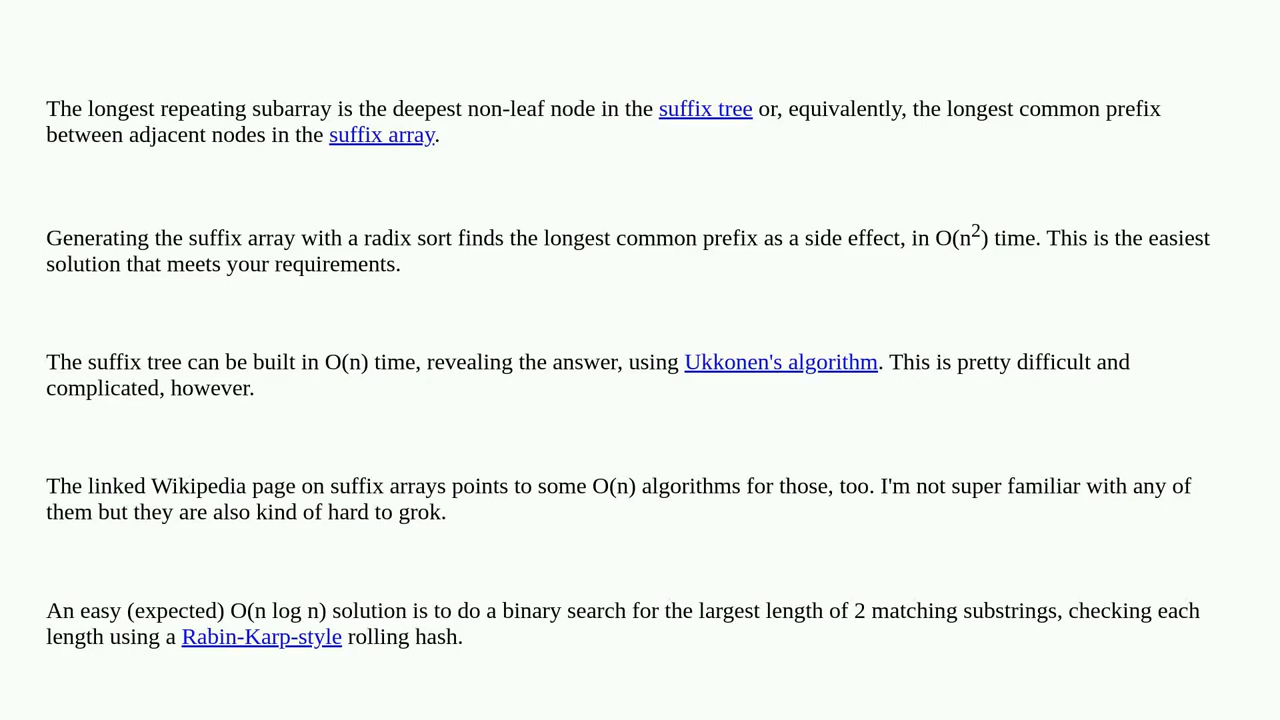 The longest repeating subarray is the deepest non-leaf node in the suffix tree or, equivalently, the longest common prefix
between adjacent nodes in the suffix array.
Generating the suffix array with a radix sort finds the longest common prefix as a side effect, in O(n²) time. This is the easiest
solution that meets your requirements.
The suffix tree can be built in O(n) time, revealing the answer, using Ukkonen's algorithm. This is pretty difficult and
complicated, however.
The linked Wikipedia page on suffix arrays points to some O(n) algorithms for those, too. I'm not super familiar with any of
them but they are also kind of hard to grok.
An easy (expected) O(n log n) solution is to do a binary search for the largest length of 2 matching substrings, checking each
length using a Rabin-Karp-style rolling hash.